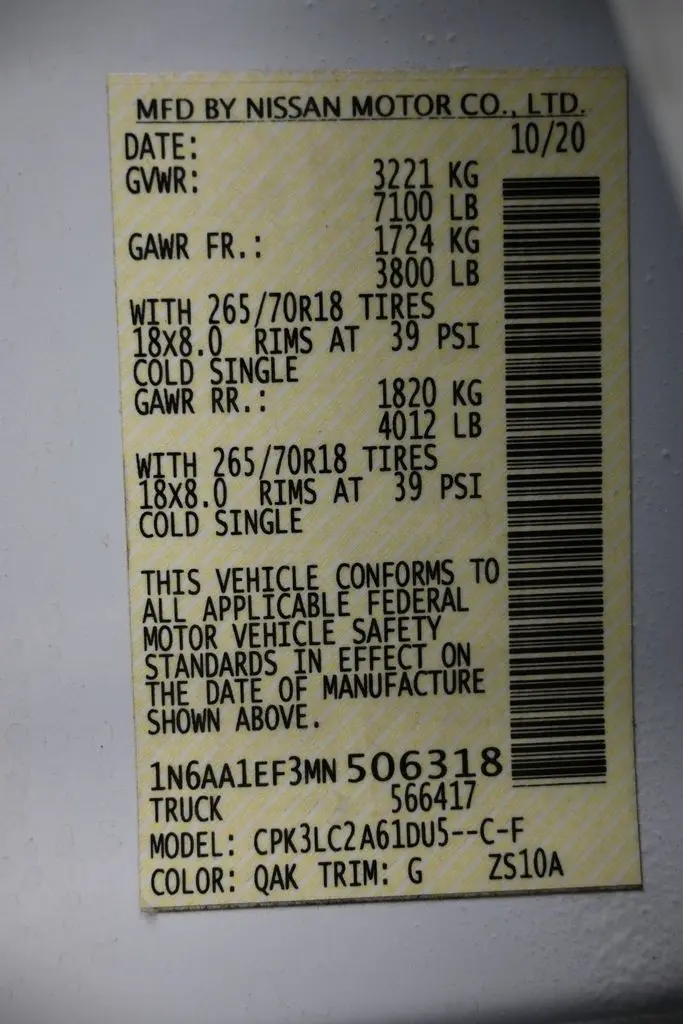 MFD BY NISSAN MOTOR CO., LTD.
DATE: 10/20
GVWR: 3221 KG
7100 LB
GAWR FR.: 1724 KG
3800 LB
WITH 265/70R18 TIRES
18x8.0 RIMS AT 39 PSI
COLD SINGLE
GAWR RR.: 1820 KG
4012 LB
WITH 265/70R18 TIRES
18x8.0 RIMS AT 39 PSI
COLD SINGLE
THIS VEHICLE CONFORMS TO
ALL APPLICABLE FEDERAL
MOTOR VEHICLE SAFETY
STANDARDS IN EFFECT ON
THE DATE OF MANUFACTURE
SHOWN ABOVE.
1N6AA1EF3MN 506318
TRUCK 566417
MODEL: CPK3LC2A61DU5--C-F
COLOR: QAK TRIM: G ZS10A